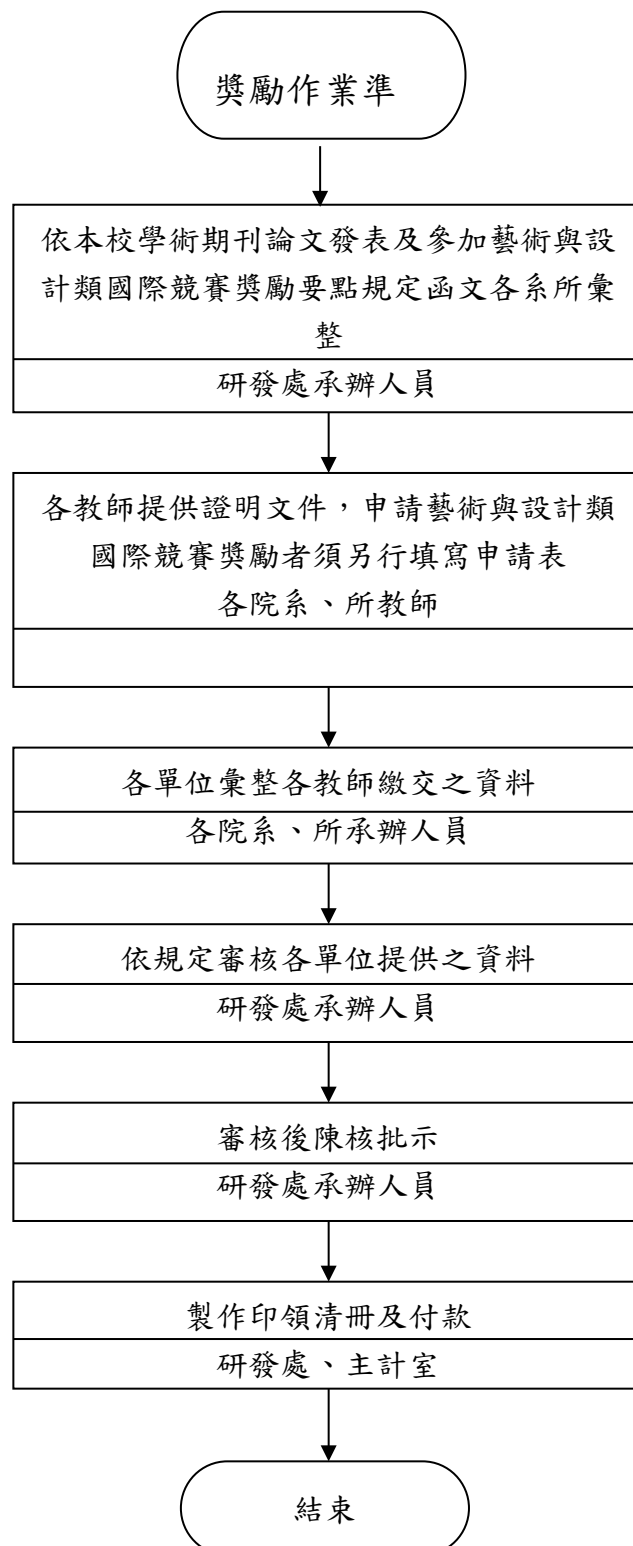 獎勵作業準
依本校學術期刊論文發表及參加藝術與設
計類國際競賽獎勵要點規定函文各系所彙
整
研發處承辦人員
各教師提供證明文件，申請藝術與設計類
國際競賽獎勵者須另行填寫申請表
各院系、所教師
各單位彙整各教師繳交之資料
各院系、所承辦人員
依規定審核各單位提供之資料
研發處承辦人員
審核後陳核批示
研發處承辦人員
製作印領清冊及付款
研發處、主計室
結束